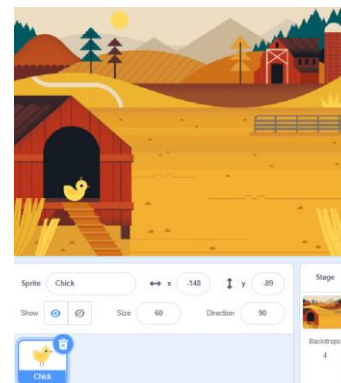 Sprite Chick x -148 y -89
Show Size 60 Direction 90
Chick
Stage
Backdrops
4